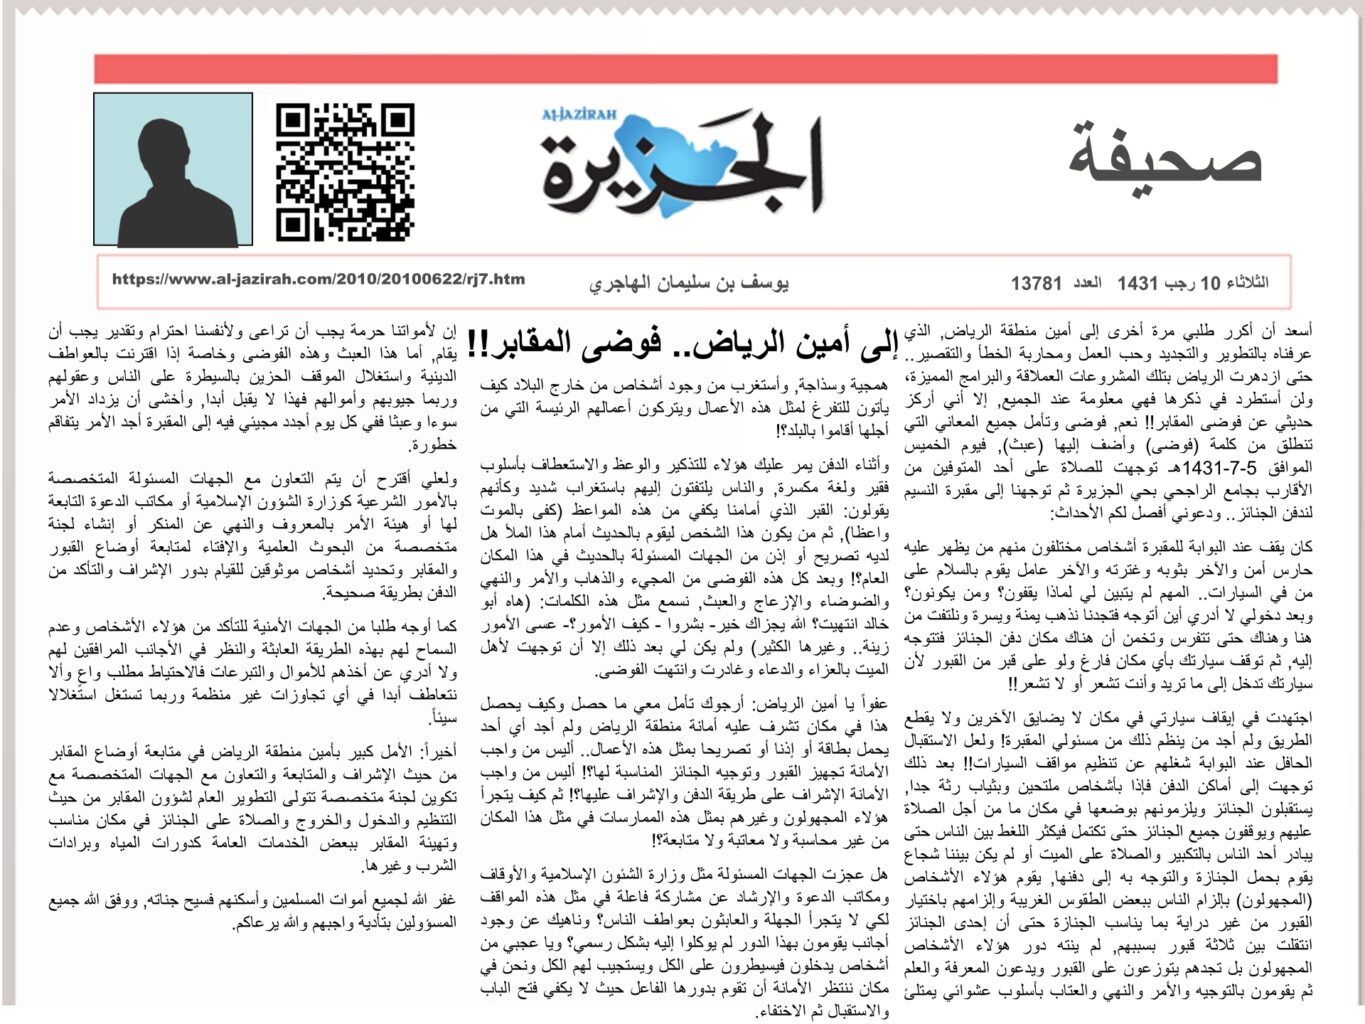 صحيفة
AL-JAZIRAH
الجزيرة
الثلاثاء 10 رجب 1431 العدد 13781
يوسف بن سليمان الهاجري
https://www.al-jazirah.com/2010/20100622/rj7.htm
إلى أمين الرياض.. فوضى المقابر!!
أسعد أن أكرر طلبي مرة أخرى إلى أمين منطقة الرياض, الذي
عرفناه بالتطوير والتجديد وحب العمل ومحاربة الخطأ والتقصير..
حتى ازدهرت الرياض بتلك المشروعات العملاقة والبرامج المميزة،
ولن أستطرد في ذكرها فهي معلومة عند الجميع, إلا أني أركز
حديثي عن فوضى المقابر!! نعم, فوضى وتأمل جميع المعاني التي
تنطلق من كلمة (فوضى) وأضف إليها (عبث)، فيوم الخميس
الموافق 5-7-1431هـ توجهت للصلاة على أحد المتوفين من
الأقارب بجامع الراجحي بحي الجزيرة ثم توجهنا إلى مقبرة النسيم
لندفن الجنائز.. ودعوني أفصل لكم الأحداث:
كان يقف عند البوابة للمقبرة أشخاص مختلفون منهم من يظهر عليه
حارس أمن والآخر بثوبه وغترته والآخر عامل يقوم بالسلام على
من في السيارات.. المهم لم يتبين لي لماذا يقفون؟ ومن يكونون؟
وبعد دخولي لا أدري أين أتوجه فتجدنا نذهب يمنة ويسرة ونلتفت من
هنا وهناك حتى تتفرس وتخمن أن هناك مكان دفن الجنائز فتتوجه
إليه, ثم توقف سيارتك بأي مكان فارغ ولو على قبر من القبور لأن
سيارتك تدخل إلى ما تريد وأنت تشعر أو لا تشعر!!
اجتهدت في إيقاف سيارتي في مكان لا يضايق الآخرين ولا يقطع
الطريق ولم أجد من ينظم ذلك من مسئولي المقبرة! ولعل الاستقبال
الحافل عند البوابة شغلهم عن تنظيم مواقف السيارات!! بعد ذلك
توجهت إلى أماكن الدفن فإذا بأشخاص ملتحين وبثياب رثة جدا,
يستقبلون الجنائز ويلزمونهم بوضعها في مكان ما من أجل الصلاة
عليهم ويوقفون جميع الجنائز حتى تكتمل فيكثر اللغط بين الناس حتى
يبادر أحد الناس بالتكبير والصلاة على الميت أو لم يكن بيننا شجاع
يقوم بحمل الجنازة والتوجه به إلى دفنها, يقوم هؤلاء الأشخاص
(المجهولون) بإلزام الناس ببعض الطقوس الغريبة وإلزامهم باختيار
القبور من غير دراية بما يناسب الجنازة حتى أن إحدى الجنائز
انتقلت بين ثلاثة قبور بسببهم, لم ينته دور هؤلاء الأشخاص
المجهولون بل تجدهم يتوزعون على القبور ويدعون المعرفة والعلم
ثم يقومون بالتوجيه والأمر والنهي والعتاب بأسلوب عشوائي يمتلئ
همجية وسذاجة, وأستغرب من وجود أشخاص من خارج البلاد كيف
يأتون للتفرغ لمثل هذه الأعمال ويتركون أعمالهم الرئيسة التي من
أجلها أقاموا بالبلد؟!
وأثناء الدفن يمر عليك هؤلاء للتذكير والوعظ والاستعطاف بأسلوب
فقير ولغة مكسرة, والناس يلتفتون إليهم باستغراب شديد وكأنهم
يقولون: القبر الذي أمامنا يكفي من هذه المواعظ (كفى بالموت
واعظا), ثم من يكون هذا الشخص ليقوم بالحديث أمام هذا الملأ هل
لديه تصريح أو إذن من الجهات المسئولة بالحديث في هذا المكان
العام؟! وبعد كل هذه الفوضى من المجيء والذهاب والأمر والنهي
والضوضاء والإزعاج والعبث, نسمع مثل هذه الكلمات: (هاه أبو
خالد انتهيت؟ الله يجزاك خير- بشروا - كيف الأمور؟- عسى الأمور
زينة.. وغيرها الكثير) ولم يكن لي بعد ذلك إلا أن توجهت لأهل
الميت بالعزاء والدعاء وغادرت وانتهت الفوضى.
عفواً يا أمين الرياض: أرجوك تأمل معي ما حصل وكيف يحصل
هذا في مكان تشرف عليه أمانة منطقة الرياض ولم أجد أي أحد
يحمل بطاقة أو إذنا أو تصريحا بمثل هذه الأعمال.. أليس من واجب
الأمانة تجهيز القبور وتوجيه الجنائز المناسبة لها؟! أليس من واجب
الأمانة الإشراف على طريقة الدفن والإشراف عليها؟! ثم كيف يتجرأ
هؤلاء المجهولون وغيرهم بمثل هذه الممارسات في مثل هذا المكان
من غير محاسبة ولا معاتبة ولا متابعة؟!
هل عجزت الجهات المسئولة مثل وزارة الشئون الإسلامية والأوقاف
ومكاتب الدعوة والإرشاد عن مشاركة فاعلة في مثل هذه المواقف
لكي لا يتجرأ الجهلة والعابثون بعواطف الناس؟ وناهيك عن وجود
أجانب يقومون بهذا الدور لم يوكلوا إليه بشكل رسمي؟ ويا عجبي من
أشخاص يدخلون فيسيطرون على الكل ويستجيب لهم الكل ونحن في
مكان ننتظر الأمانة أن تقوم بدورها الفاعل حيث لا يكفي فتح الباب
والاستقبال ثم الاختفاء.
إن لأمواتنا حرمة يجب أن تراعى ولأنفسنا احترام وتقدير يجب أن
يقام, أما هذا العبث وهذه الفوضى وخاصة إذا اقترنت بالعواطف
الدينية واستغلال الموقف الحزين بالسيطرة على الناس وعقولهم
وربما جيوبهم وأموالهم فهذا لا يقبل أبدا, وأخشى أن يزداد الأمر
سوءا وعبثا ففي كل يوم أجدد مجيئي فيه إلى المقبرة أجد الأمر يتفاقم
خطورة.
ولعلي أقترح أن يتم التعاون مع الجهات المسئولة المتخصصة
بالأمور الشرعية كوزارة الشؤون الإسلامية أو مكاتب الدعوة التابعة
لها أو هيئة الأمر بالمعروف والنهي عن المنكر أو إنشاء لجنة
متخصصة من البحوث العلمية والإفتاء لمتابعة أوضاع القبور
والمقابر وتحديد أشخاص موثوقين للقيام بدور الإشراف والتأكد من
الدفن بطريقة صحيحة.
كما أوجه طلبا من الجهات الأمنية للتأكد من هؤلاء الأشخاص وعدم
السماح لهم بهذه الطريقة العابثة والنظر في الأجانب المرافقين لهم
ولا أدري عن أخذهم للأموال والتبرعات فالاحتياط مطلب واعٍ وألا
نتعاطف أبدا في أي تجاوزات غير منظمة وربما تستغل استغلالا
سيئاً.
أخيراً: الأمل كبير بأمين منطقة الرياض في متابعة أوضاع المقابر
من حيث الإشراف والمتابعة والتعاون مع الجهات المتخصصة مع
تكوين لجنة متخصصة تتولى التطوير العام لشؤون المقابر من حيث
التنظيم والدخول والخروج والصلاة على الجنائز في مكان مناسب
وتهيئة المقابر ببعض الخدمات العامة كدورات المياه وبرادات
الشرب وغيرها.
غفر الله لجميع أموات المسلمين وأسكنهم فسيح جناته, ووفق الله جميع
المسؤولين بتأدية واجبهم والله يرعاكم.